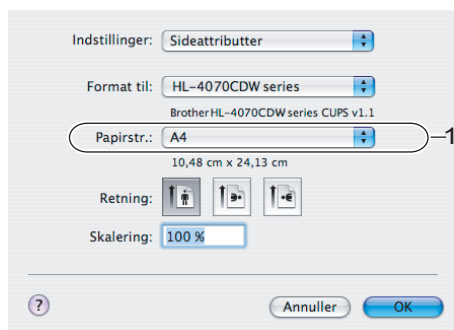 Indstillinger: Sideattributter
Format til: HL-4070CDW series
Brother HL-4070CDW series CUPS v1.1
Papirstr.: A4 1
10,48 cm x 24,13 cm
Retning:
Skalering: 100 %
? Annuller OK